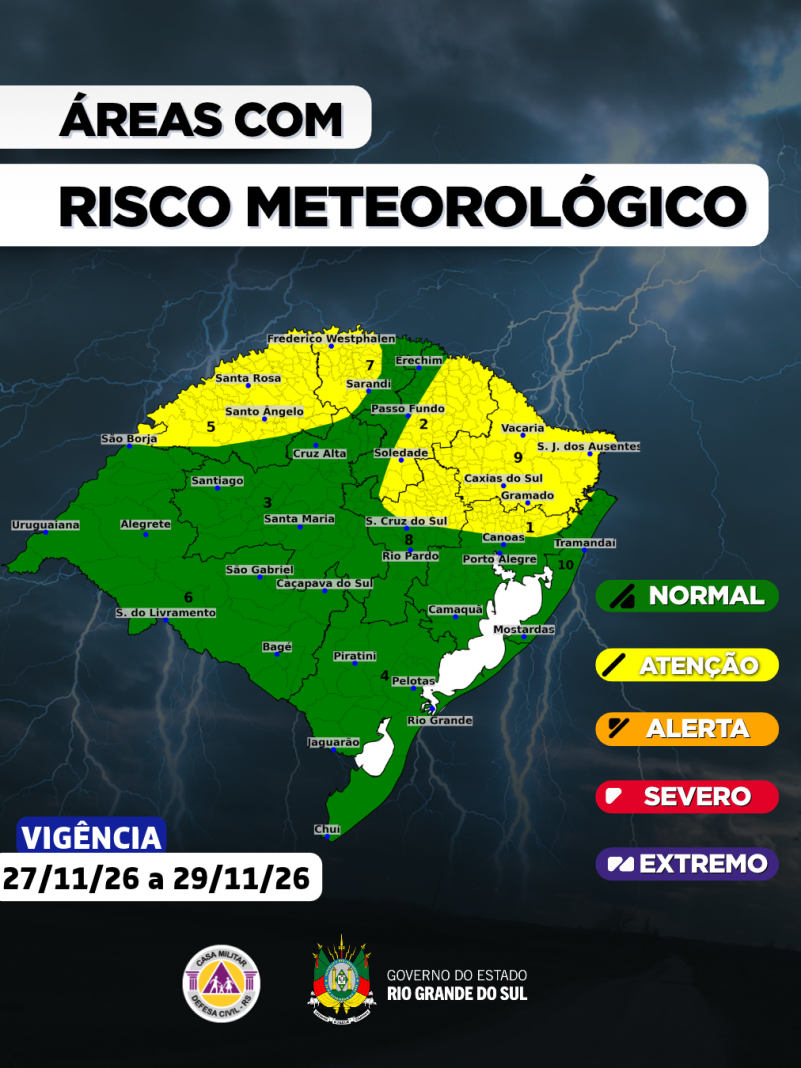 ÁREAS COM
RISCO METEOROLÓGICO
Frederico Westphalen
7
Erechim
Santa Rosa
Sarandi
Santo Ângelo
Passo Fundo
5
2
Vacaria
São Borja
Cruz Alta
Soledade
S. J. dos Ausentes
9
Santiago
Caxias do Sul
Gramado
3
Uruguaiana
Alegrete
Santa Maria
S. Cruz do Sul
1
8
Canoas
Tramandaí
Rio Pardo
Porto Alegre
10
São Gabriel
Caçapava do Sul
6
S. do Livramento
Camaquã
Mostardas
Bagé
Piratini
4
Pelotas
Rio Grande
Jaguarão
Chuí
NORMAL
ATENÇÃO
ALERTA
SEVERO
EXTREMO
VIGÊNCIA
27/11/26 a 29/11/26
CASA MILITAR
DEFESA CIVIL - RS
GOVERNO DO ESTADO
RIO GRANDE DO SUL